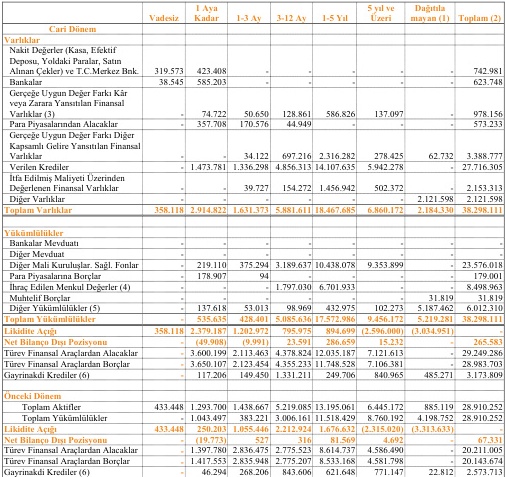 Vadesiz 1 Aya Kadar 1-3 Ay 3-12 Ay 1-5 Yıl 5 yıl ve Üzeri Dağıtıla mayan (1) Toplam (2)
Cari Dönem
Varlıklar
Nakit Değerler (Kasa, Efektif
Deposu, Yoldaki Paralar, Satın
Alınan Çekler) ve T.C.Merkez Bnk. 319.573 423.408 - - - - - 742.981
Bankalar 38.545 585.203 - - - - - 623.748
Gerçeğe Uygun Değer Farkı Kâr
veya Zarara Yansıtılan Finansal
Varlıklar (3) - 74.722 50.650 128.861 586.826 137.097 - 978.156
Para Piyasalarından Alacaklar - 357.708 170.576 44.949 - - - 573.233
Gerçeğe Uygun Değer Farkı Diğer
Kapsamlı Gelire Yansıtılan Finansal
Varlıklar - - 34.122 697.216 2.316.282 278.425 62.732 3.388.777
Verilen Krediler - 1.473.781 1.336.298 4.856.313 14.107.635 5.942.278 - 27.716.305
İtfa Edilmiş Maliyeti Üzerinden
Değerlenen Finansal Varlıklar - - 39.727 154.272 1.456.942 502.372 - 2.153.313
Diğer Varlıklar - - - - - - 2.121.598 2.121.598
Toplam Varlıklar 358.118 2.914.822 1.631.373 5.881.611 18.467.685 6.860.172 2.184.330 38.298.111
Yükümlülükler
Bankalar Mevduatı - - - - - - - -
Diğer Mevduat - - - - - - - -
Diğer Mali Kuruluşlar. Sağl. Fonlar - 219.110 375.294 3.189.637 10.438.078 9.353.899 - 23.576.018
Para Piyasalarına Borçlar - 178.907 94 - - - - 179.001
İhraç Edilen Menkul Değerler (4) - - - 1.797.030 6.701.933 - - 8.498.963
Muhtelif Borçlar - - - - - - 31.819 31.819
Diğer Yükümlülükler (5) - 137.618 53.013 98.969 432.975 102.273 5.187.462 6.012.310
Toplam Yükümlülükler - 535.635 428.401 5.085.636 17.572.986 9.456.172 5.219.281 38.298.111
Likidite Açığı 358.118 2.379.187 1.202.972 795.975 894.699 (2.596.000) (3.034.951) -
Net Bilanço Dışı Pozisyonu - (49.908) (9.991) 23.591 286.659 15.232 - 265.583
Türev Finansal Araçlardan Alacaklar - 3.600.199 2.113.463 4.378.824 12.035.187 7.121.613 - 29.249.286
Türev Finansal Araçlardan Borçlar - 3.650.107 2.123.454 4.355.233 11.748.528 7.106.381 - 28.983.703
Gayrinakdi Krediler (6) - 117.206 149.450 1.331.211 249.706 840.965 485.271 3.173.809
Önceki Dönem
Toplam Aktifler 433.448 1.293.700 1.438.667 5.219.085 13.195.061 6.445.172 885.119 28.910.252
Toplam Yükümlülükler - 1.043.497 383.221 3.006.161 11.518.429 8.760.192 4.198.752 28.910.252
Likidite Açığı 433.448 250.203 1.055.446 2.212.924 1.676.632 (2.315.020) (3.313.633) -
Net Bilanço Dışı Pozisyonu - (19.773) 527 316 81.569 4.692 - 67.331
Türev Finansal Araçlardan Alacaklar - 1.397.780 2.836.475 2.775.523 8.614.737 4.586.490 - 20.211.005
Türev Finansal Araçlardan Borçlar - 1.417.553 2.835.948 2.775.207 8.533.168 4.581.798 - 20.143.674
Gayrinakdi Krediler (6) - 46.294 268.206 843.606 621.648 771.147 22.812 2.573.713